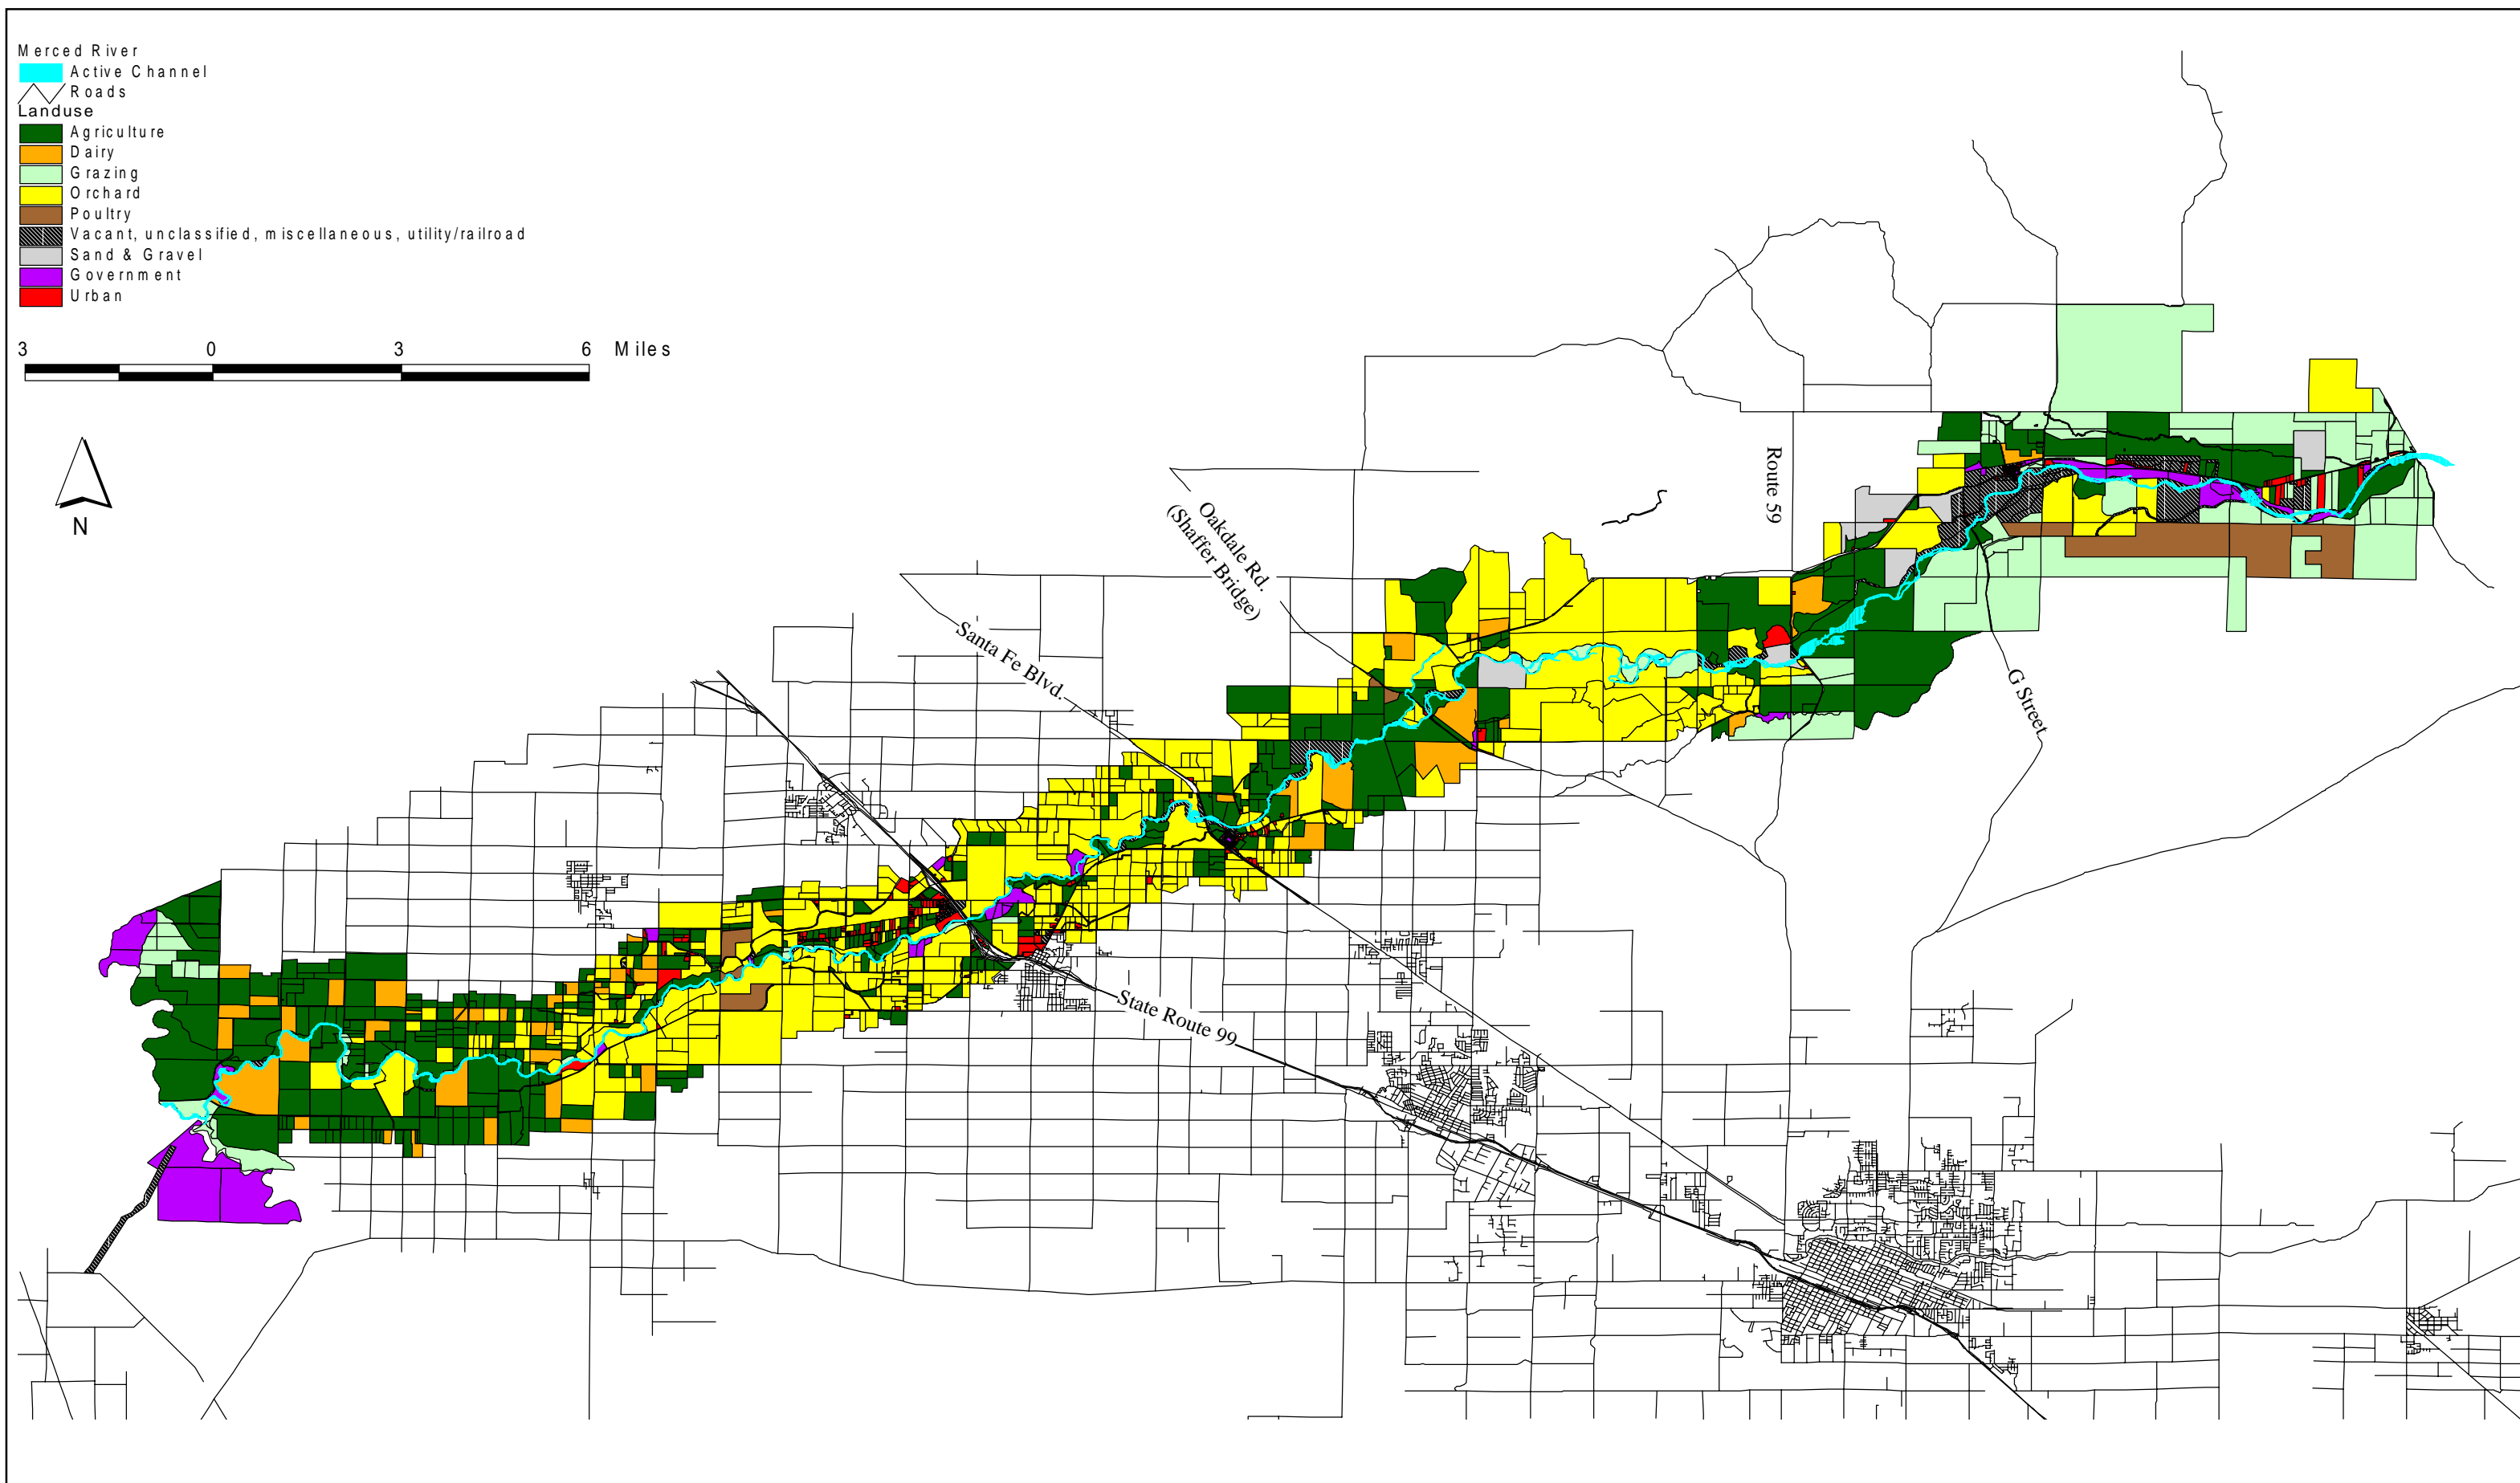 Merced River
Active Channel
Roads
Landuse
Agriculture
Dairy
Grazing
Orchard
Poultry
Vacant, unclassified, miscellaneous, utility/railroad
Sand & Gravel
Government
Urban
3 0 3 6 Miles
N
Route 59
Oakdale Rd.
(Shaffer Bridge)
Santa Fe Blvd.
G Street
State Route 99